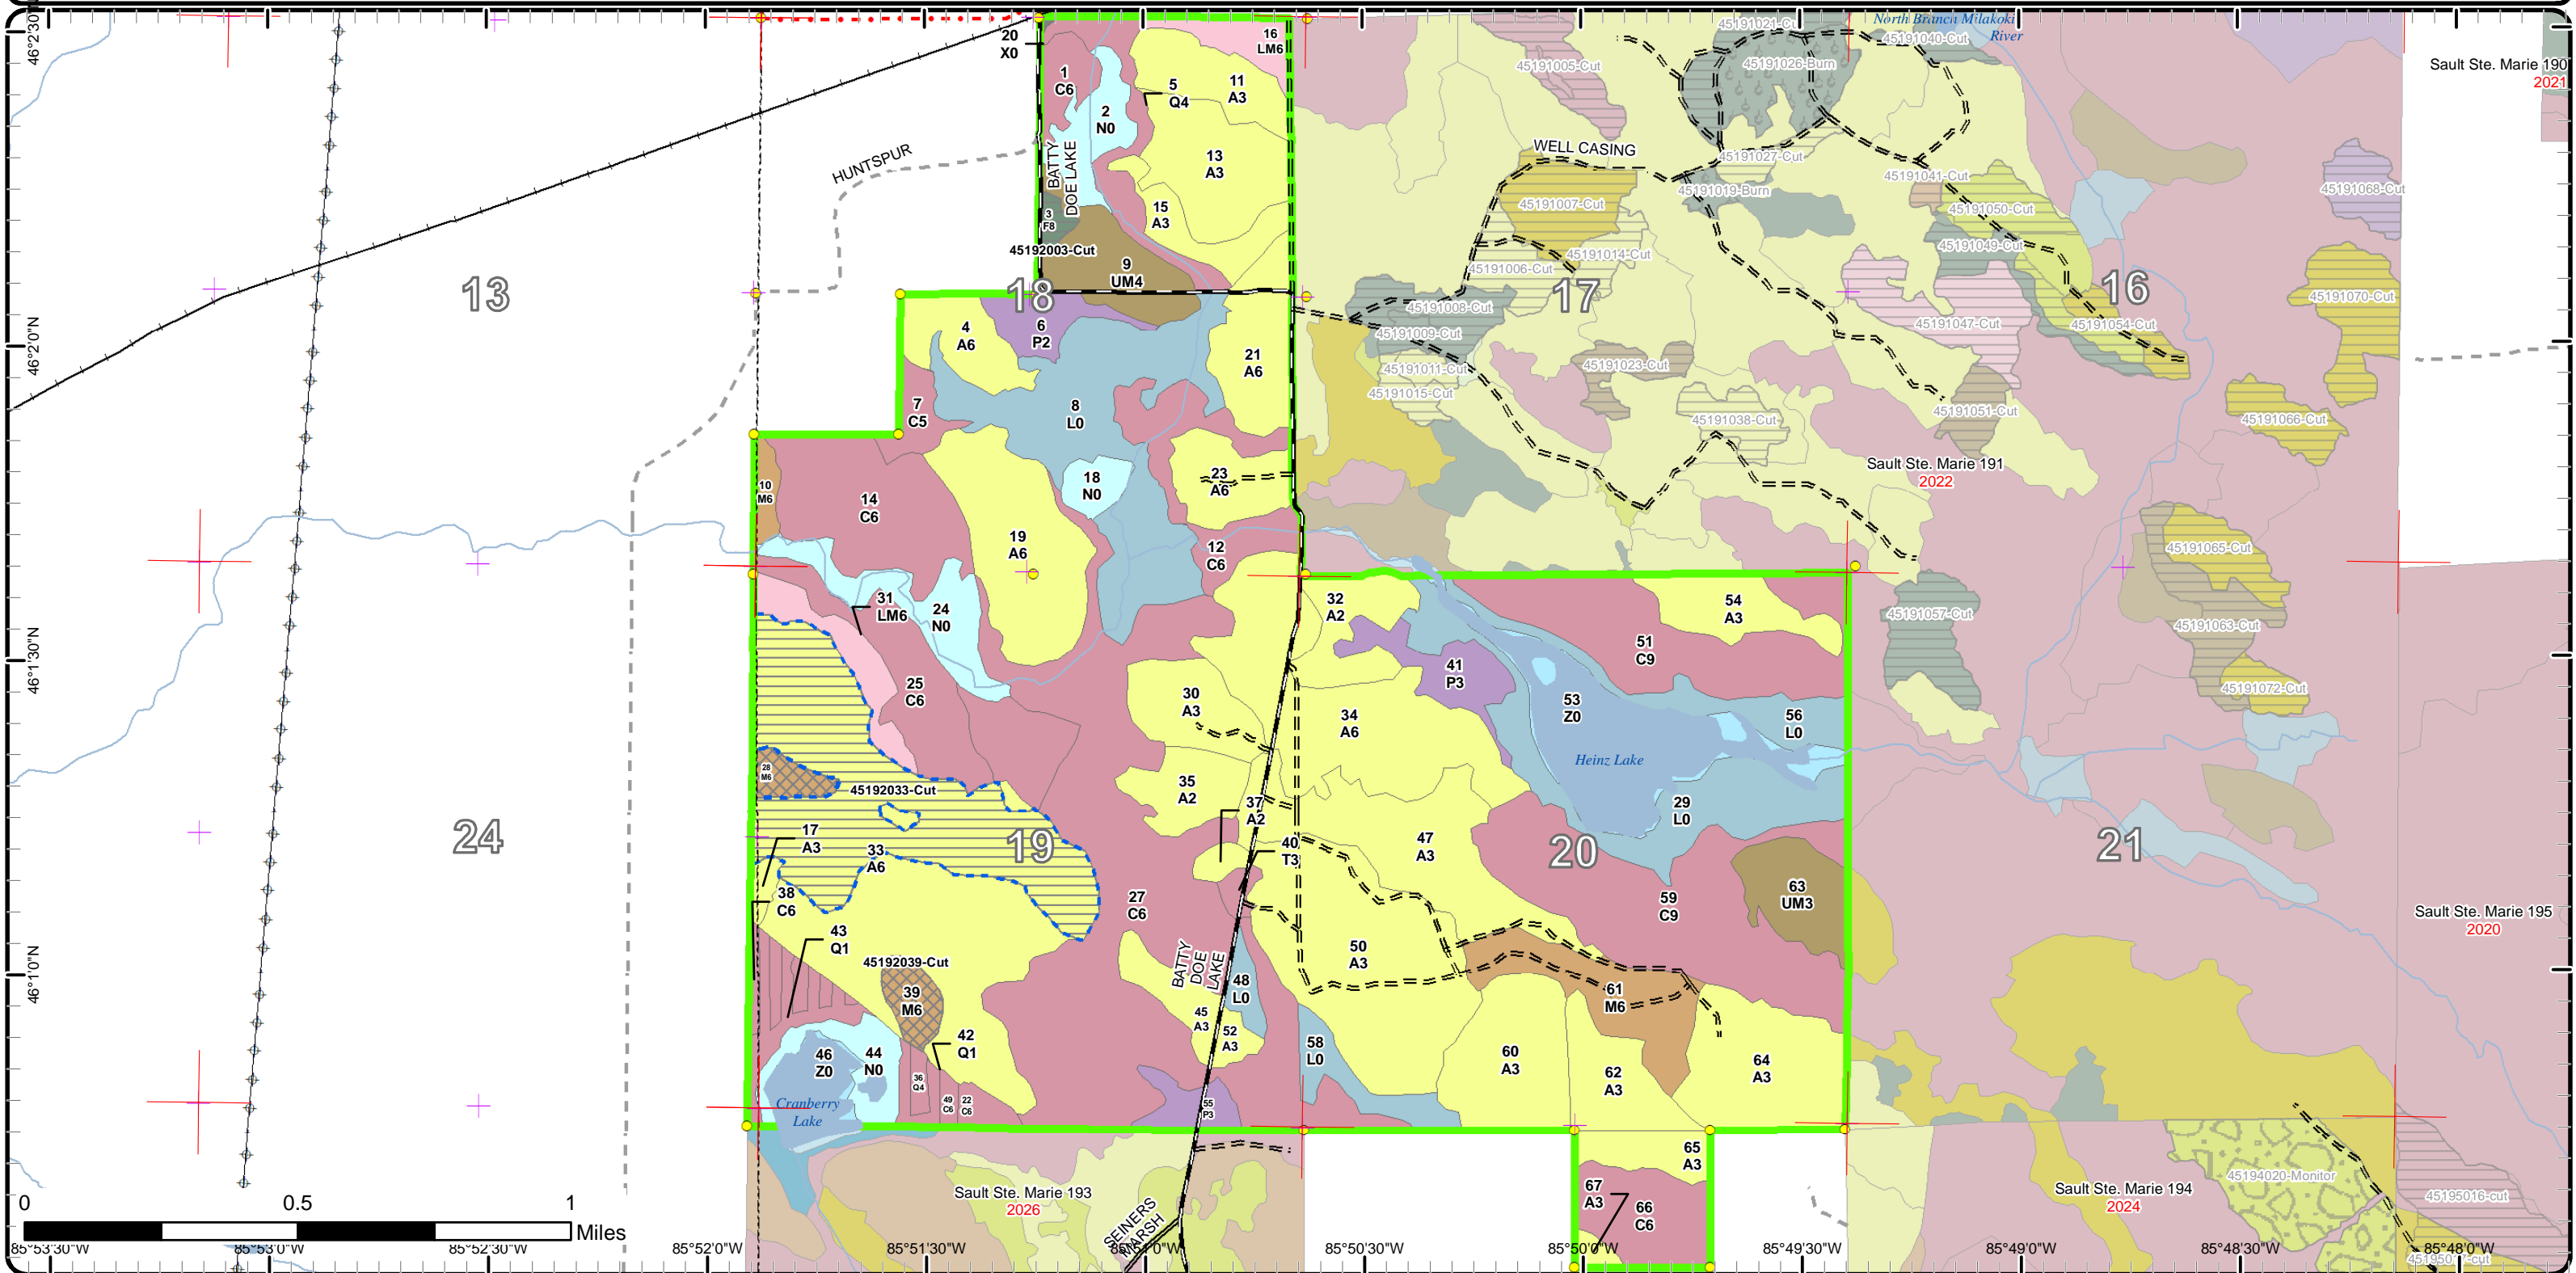 46°2'30"N
46°2'0"N
46°1'30"N
46°1'0"N
North Branch Milakoki
River
45191040-Cut
45191005-Cut
45191026-Burn
Sault Ste. Marie 190
2021
20
X0
16
LM6
1
C6
5
Q4
11
A3
2
N0
HUNTSPUR
BATTY
DOE LAKE
13
A3
15
A3
3
F8
45192003-Cut
9
UM4
WELL CASING
45191027-Cut
45191019-Burn
45191041-Cut
45191007-Cut
45191050-Cut
45191049-Cut
45191068-Cut
45191006-Cut
45191014-Cut
13
18
17
16
45191008-Cut
45191009-Cut
45191047-Cut
45191054-Cut
45191070-Cut
4
A6
6
P2
21
A6
45191011-Cut
45191023-Cut
45191015-Cut
7
C5
8
L0
45191038-Cut
45191051-Cut
45191066-Cut
Sault Ste. Marie 191
2022
10
M6
14
C6
18
N0
23
A6
19
A6
12
C6
45191065-Cut
31
LM6
24
N0
32
A2
54
A3
45191057-Cut
45191063-Cut
51
C9
41
P3
25
C6
30
A3
34
A6
53
Z0
56
L0
45191072-Cut
Heinz Lake
28
M6
45192033-Cut
35
A2
37
A2
29
L0
24
17
A3
33
A6
19
40
T3
47
A3
20
21
38
C6
27
C6
59
C9
63
UM3
43
Q1
Sault Ste. Marie 195
2020
45192039-Cut
BATTY
DOE
LAKE
50
A3
48
L0
39
M6
61
M6
45
A3
52
A3
42
Q1
46
Z0
44
N0
58
L0
60
A3
62
A3
64
A3
36
Q4
49
C6
22
C6
55
P3
Cranberry
Lake
65
A3
Sault Ste. Marie 193
2026
67
A3
66
C6
45194020-Monitor
Sault Ste. Marie 194
2024
45195016-cut
SEINERS
MARSH
0
0.5
1
Miles
85°53'30"W
85°53'0"W
85°52'30"W
85°52'0"W
85°51'30"W
85°51'0"W
85°50'30"W
85°50'0"W
85°49'30"W
85°49'0"W
85°48'30"W
85°48'0"W